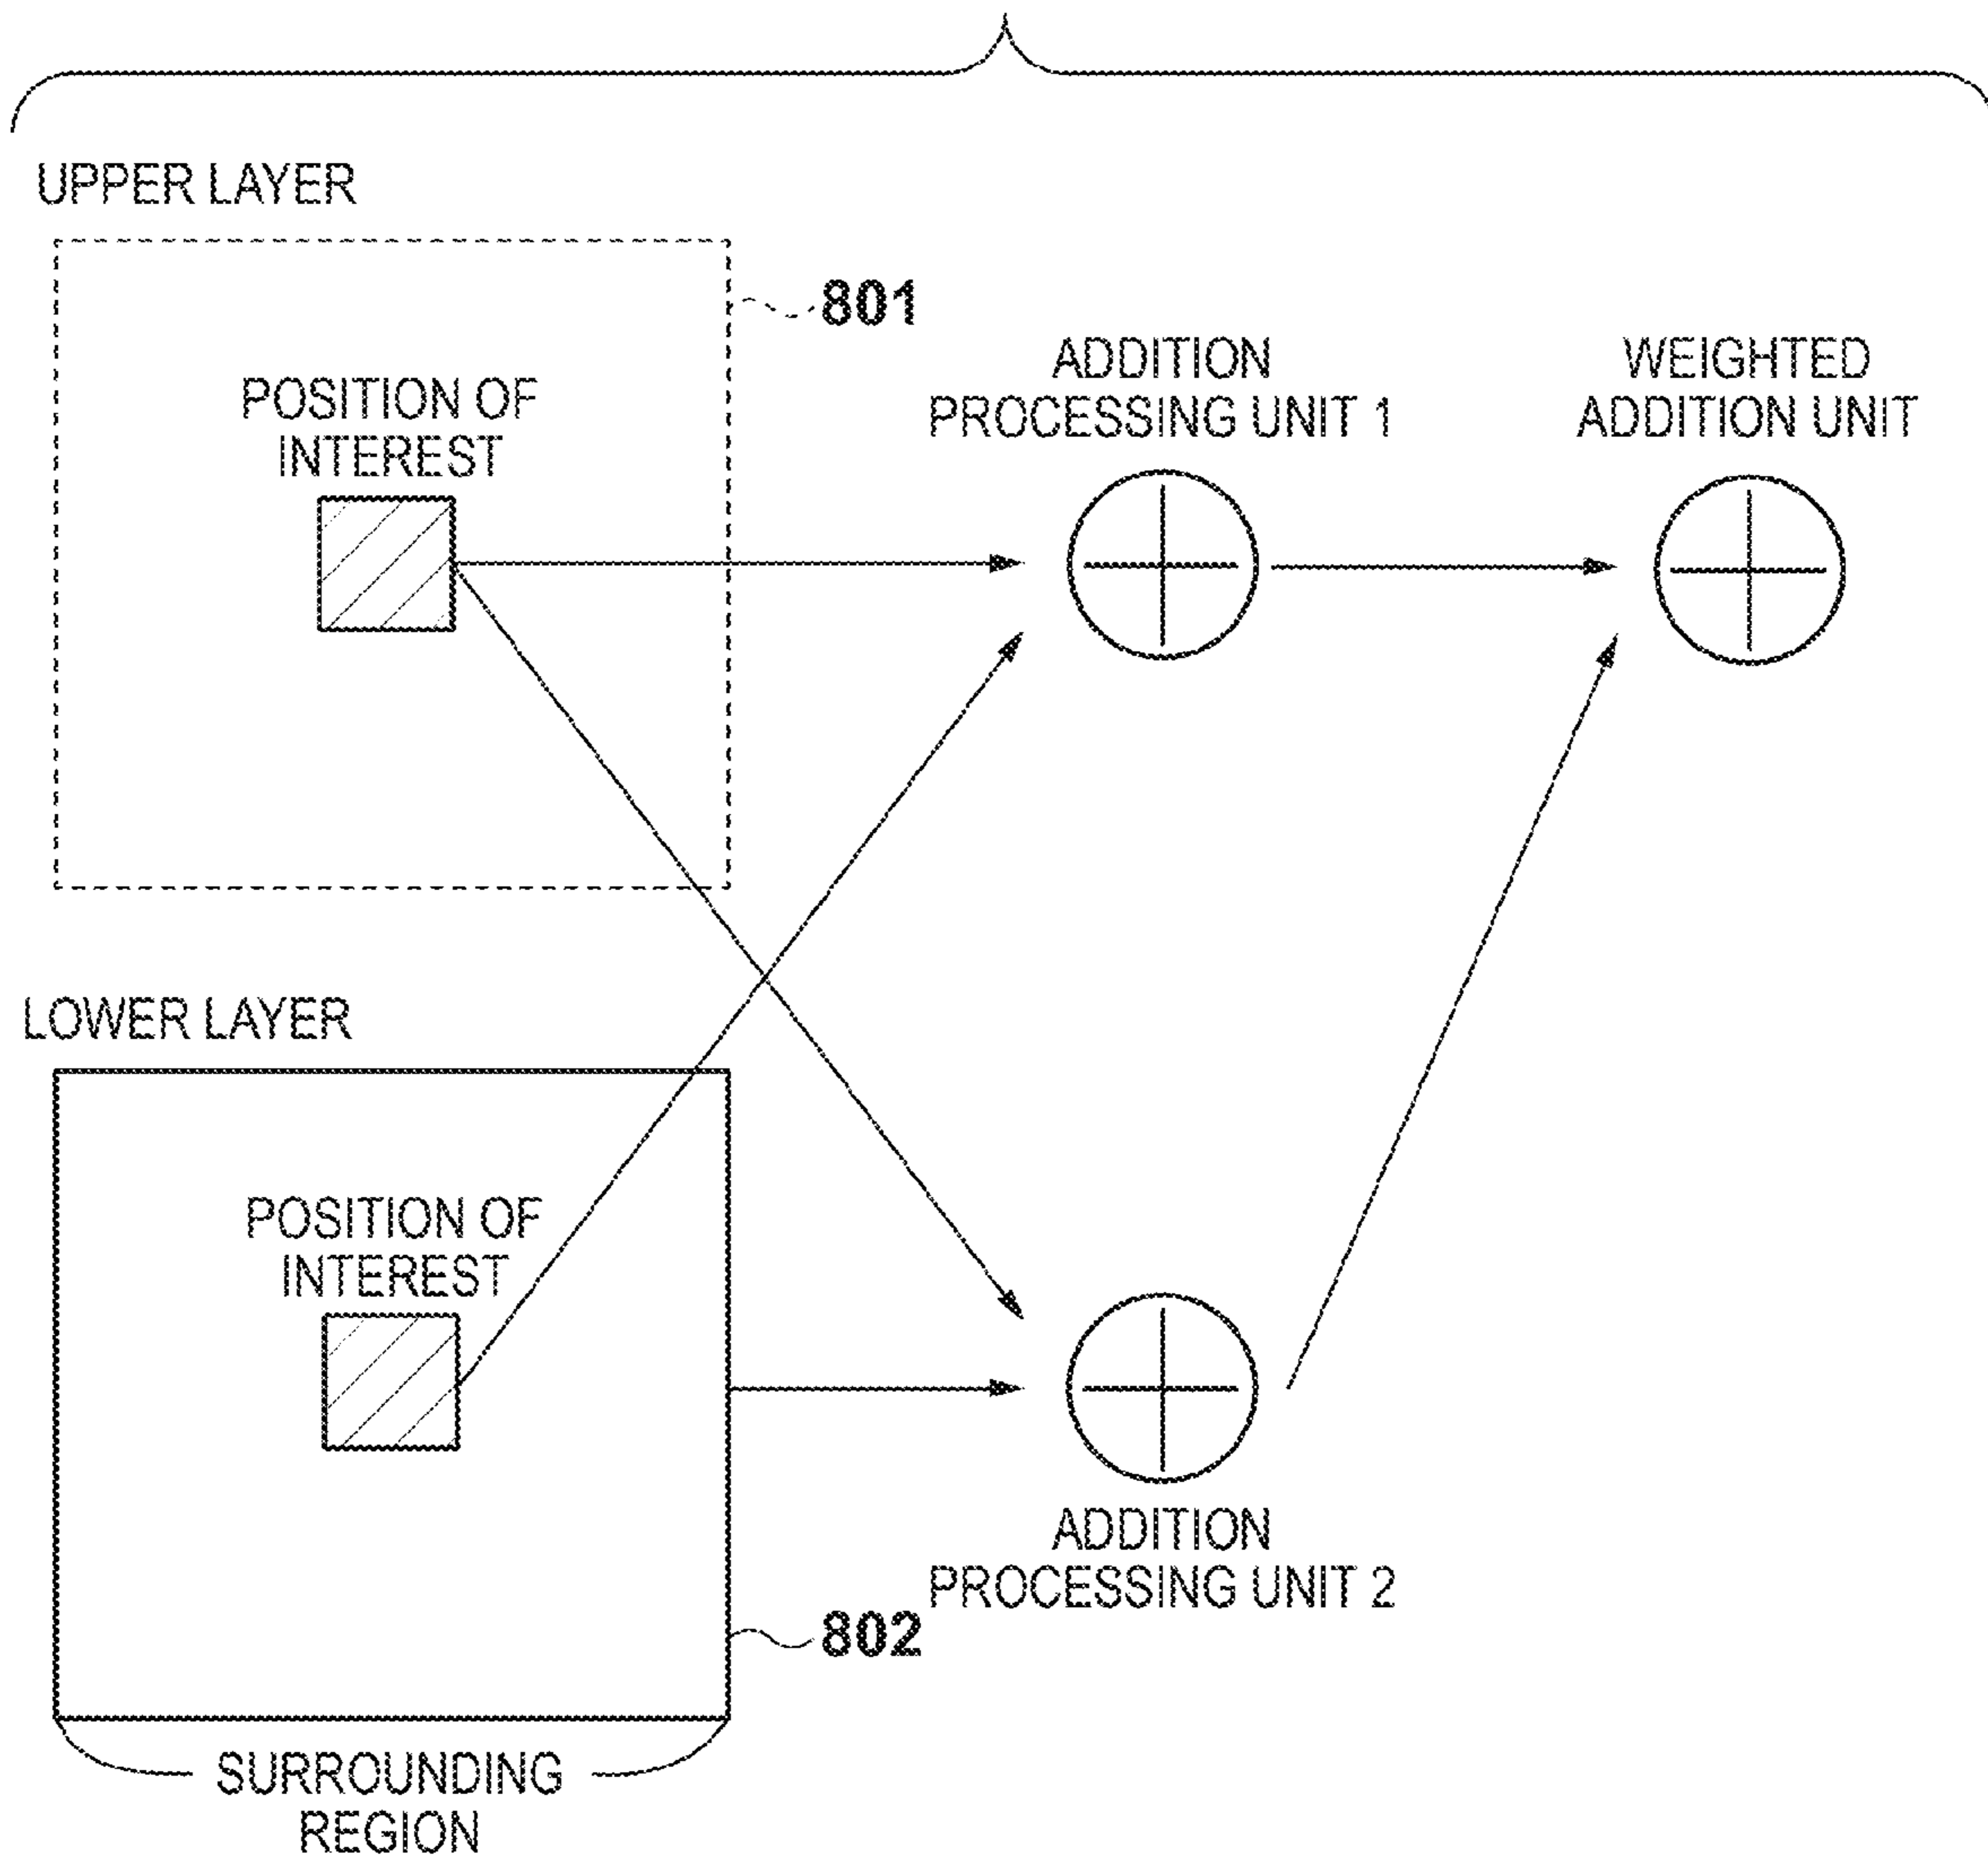 UPPER LAYER
801
POSITION OF
INTEREST
ADDITION
PROCESSING UNIT 1
WEIGHTED
ADDITION UNIT
LOWER LAYER
POSITION OF
INTEREST
ADDITION
PROCESSING UNIT 2
802
SURROUNDING
REGION